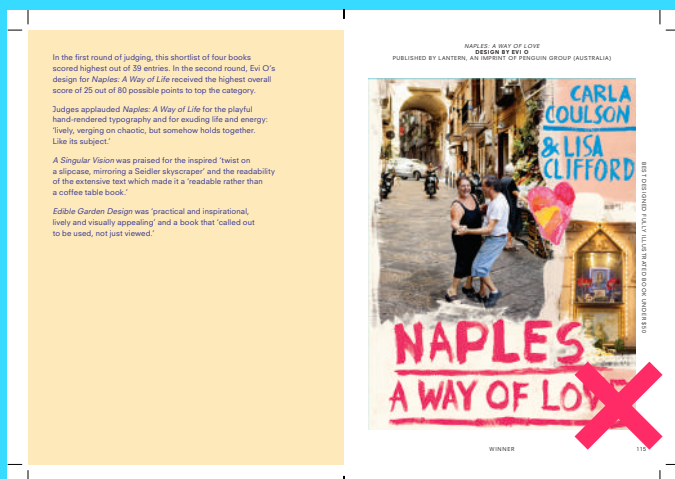 In the first round of judging, this shortlist of four books
scored highest out of 39 entries. In the second round, Evi O's
design for Naples: A Way of Life received the highest overall
score of 25 out of 80 possible points to top the category.
Judges applauded Naples: A Way of Life for the playful
hand-rendered typography and for exuding life and energy:
'lively, verging on chaotic, but somehow holds together.
Like its subject.'
A Singular Vision was praised for the inspired 'twist on
a slipcase, mirroring a Seidler skyscraper' and the readability
of the extensive text which made it a 'readable rather than
a coffee table book.'
Edible Garden Design was 'practical and inspirational,
lively and visually appealing' and a book that 'called out
to be used, not just viewed.'
NAPLES: A WAY OF LOVE
DESIGN BY EVI O
PUBLISHED BY LANTERN, AN IMPRINT OF PENGUIN GROUP (AUSTRALIA)
CARLA
COULSON
& LISA
CLIFFORD
NAPLES
A WAY OF LOVE
BEST DESIGNED FULLY ILLUSTRATED BOOK UNDER $50
WINNER
115